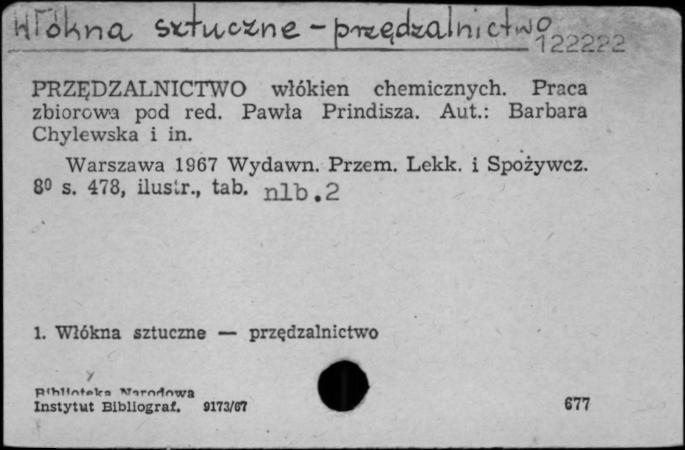 Włókna sztuczne - przędzalnictwo
122222
PRZĘDZALNICTWO włókien chemicznych. Praca
zbiorowa pod red. Pawła Prindisza. Aut.: Barbara
Chylewska i in.
Warszawa 1967 Wydawn. Przem. Lekk. i Spożywcz.
8⁰ s. 478, ilustr., tab. nlb.2
1. Włókna sztuczne — przędzalnictwo
Biblioteka Narodowa
Instytut Bibliograf. 9173/67
677